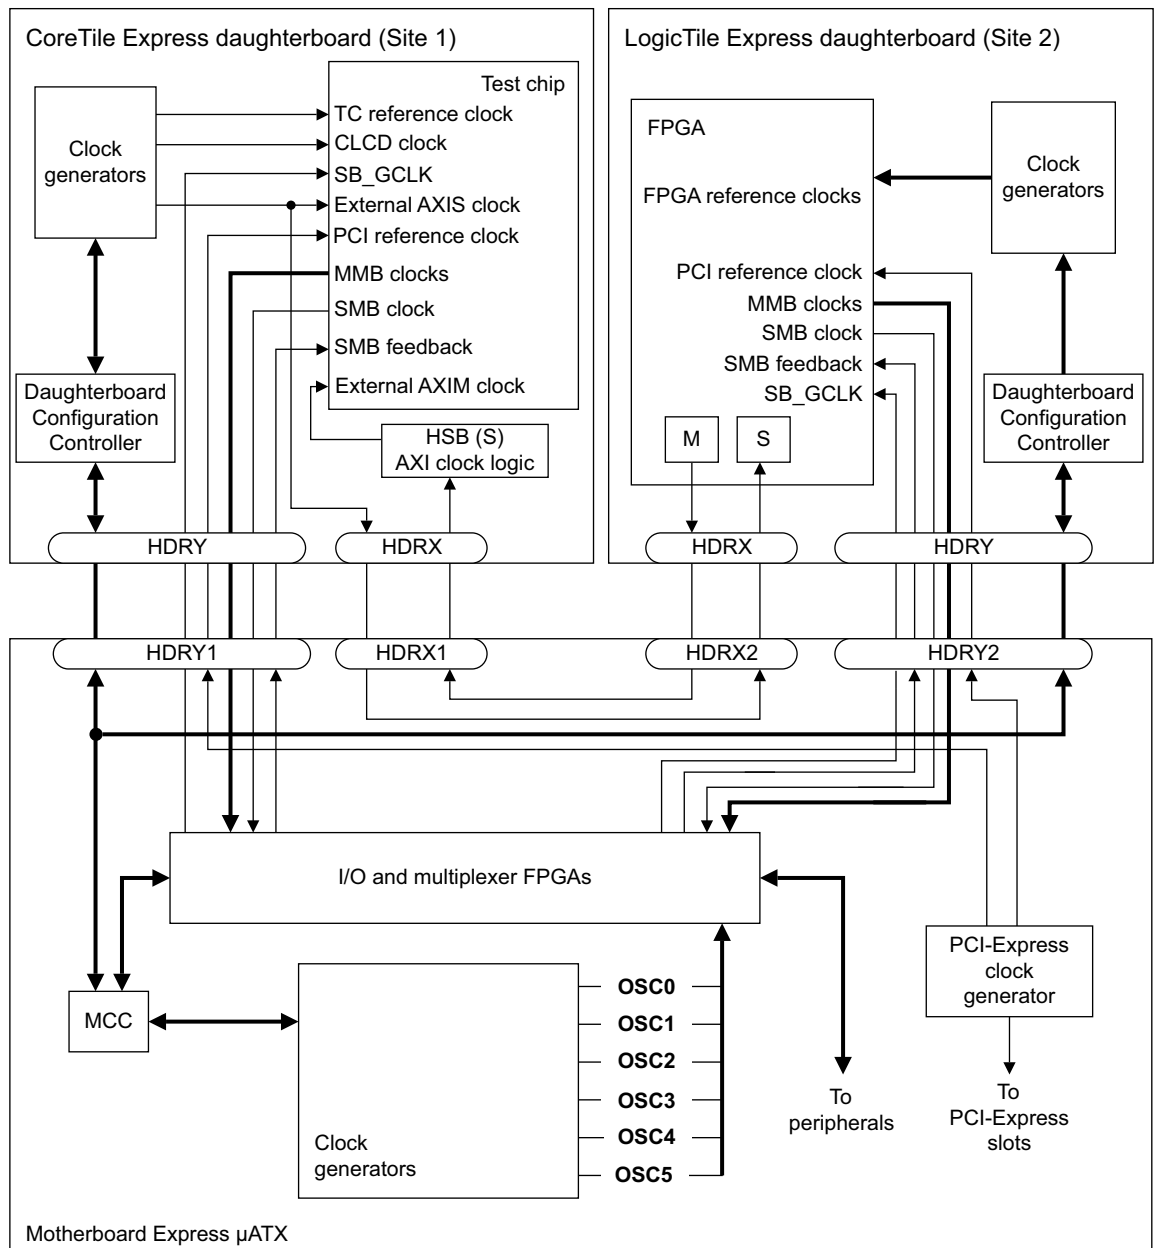 CoreTile Express daughterboard (Site 1)
Test chip
Clock
generators
TC reference clock
CLCD clock
SB_GCLK
External AXIS clock
PCI reference clock
MMB clocks
SMB clock
SMB feedback
External AXIM clock
Daughterboard
Configuration
Controller
HSB (S)
AXI clock logic
HDRY
HDRX
LogicTile Express daughterboard (Site 2)
FPGA
FPGA reference clocks
Clock
generators
PCI reference clock
MMB clocks
SMB clock
SMB feedback
SB_GCLK
M
S
Daughterboard
Configuration
Controller
HDRX
HDRY
HDRY1
HDRX1
HDRX2
HDRY2
I/O and multiplexer FPGAs
MCC
Clock
generators
OSC0
OSC1
OSC2
OSC3
OSC4
OSC5
To
peripherals
PCI-Express
clock
generator
To
PCI-Express
slots
Motherboard Express µATX